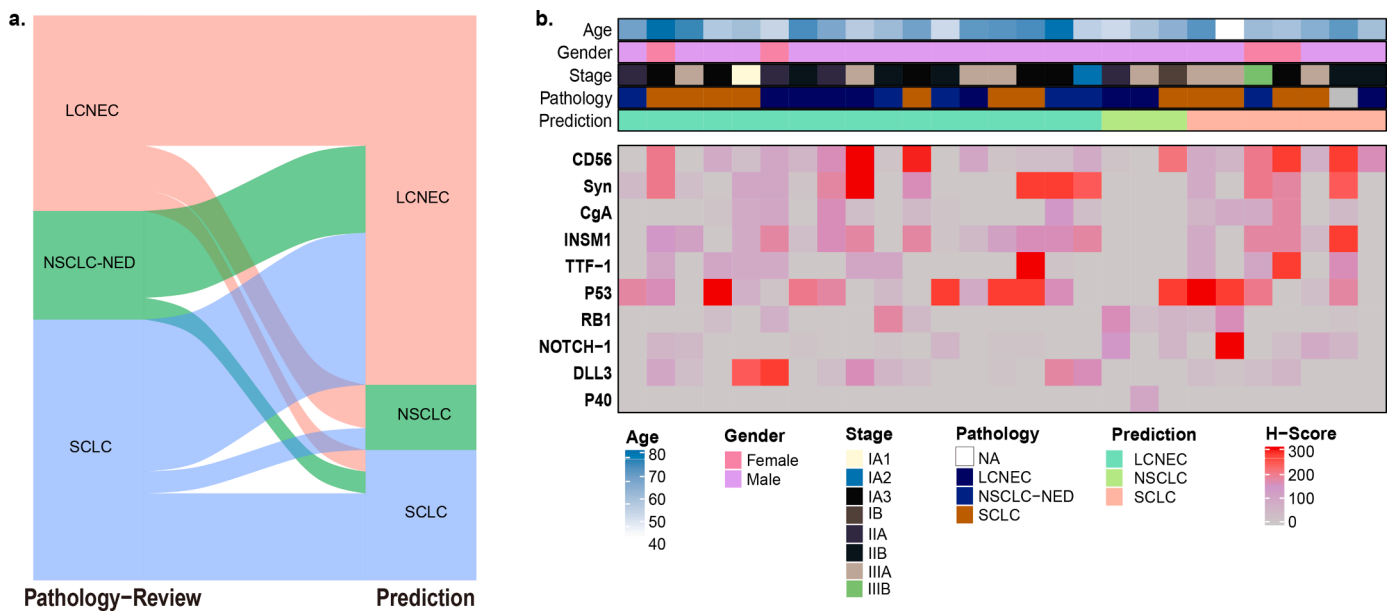 a.
LCNEC
NSCLC-NED
SCLC
LCNEC
NSCLC
SCLC
Pathology−Review
Prediction
b.
Age
Gender
Stage
Pathology
Prediction
CD56
Syn
CgA
INSM1
TTF−1
P53
RB1
NOTCH−1
DLL3
P40
Age
80
70
60
50
40
Gender
Female
Male
Stage
IA1
IA2
IA3
IB
IIA
IIB
IIIA
IIIB
Pathology
NA
LCNEC
NSCLC−NED
SCLC
Prediction
LCNEC
NSCLC
SCLC
H−Score
300
200
100
0